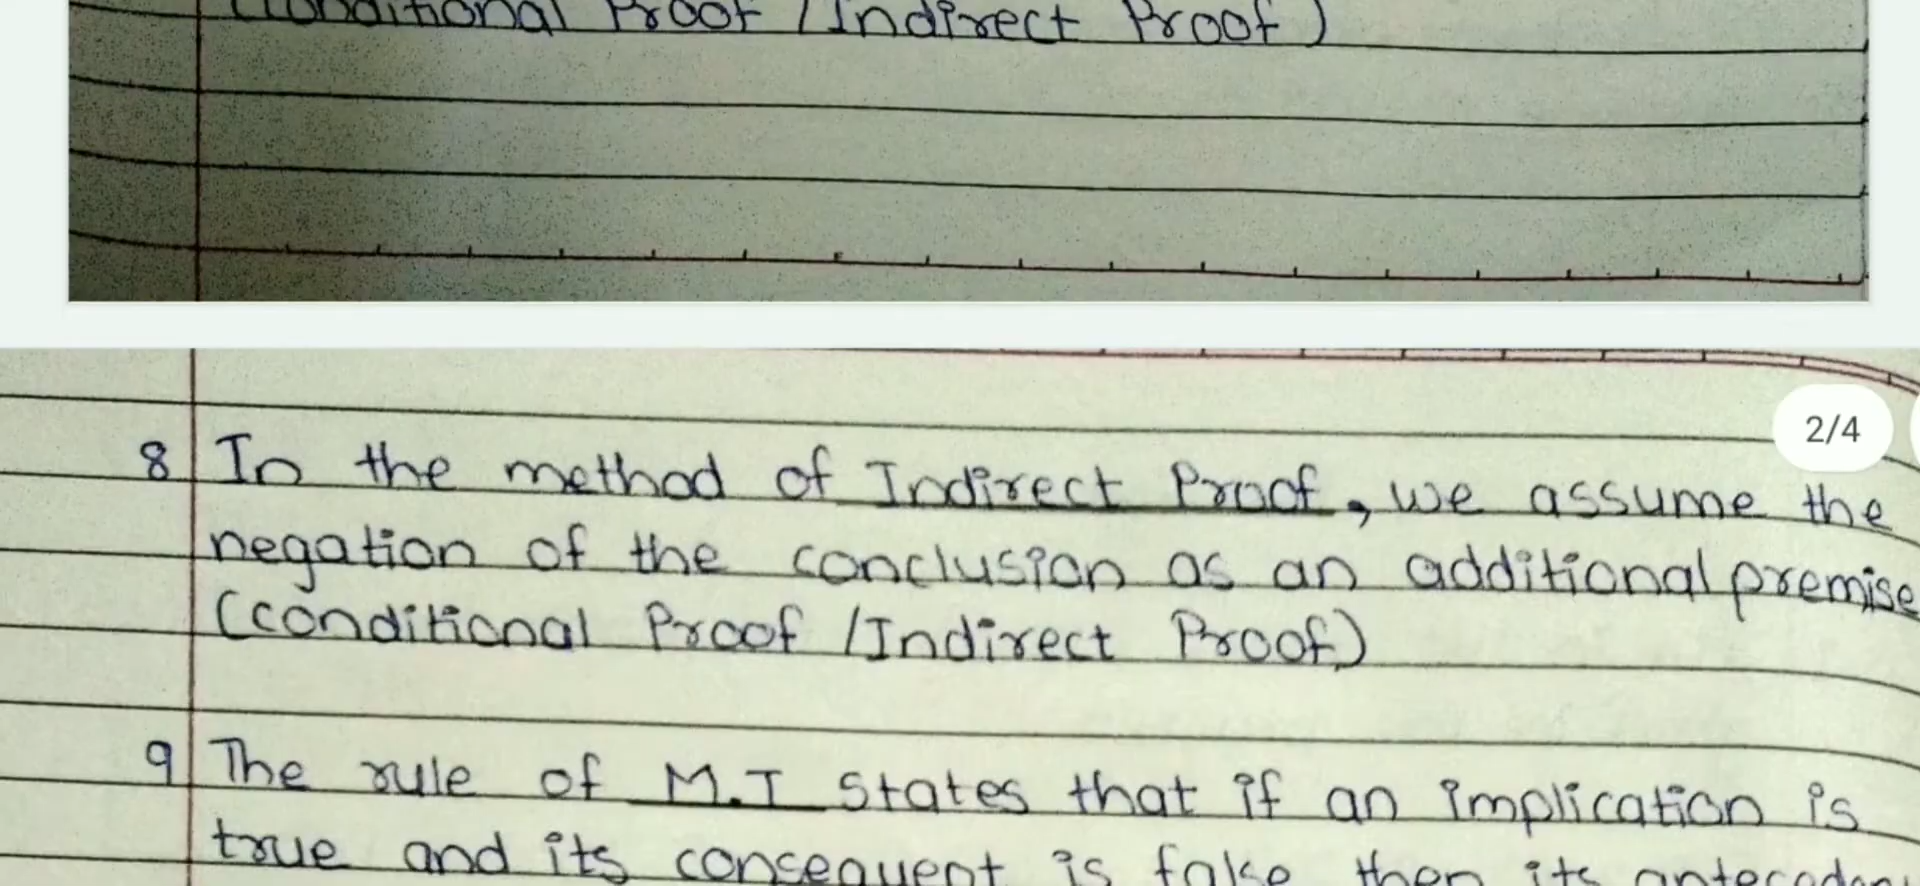 (Conditional Proof / Indirect Proof)
2/4
8 In the method of Indirect Proof, we assume the
negation of the conclusion as an additional premise
(conditional Proof / Indirect Proof)
9 The rule of M.T States that if an implication is
true and its consequent is false then its antecedent